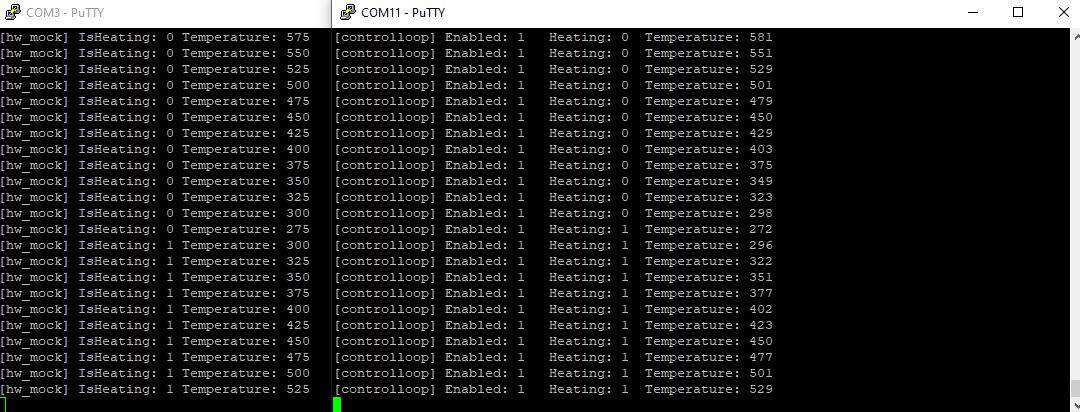 COM3 - PuTTY
[hw_mock] IsHeating: 0 Temperature: 575
[hw_mock] IsHeating: 0 Temperature: 550
[hw_mock] IsHeating: 0 Temperature: 525
[hw_mock] IsHeating: 0 Temperature: 500
[hw_mock] IsHeating: 0 Temperature: 475
[hw_mock] IsHeating: 0 Temperature: 450
[hw_mock] IsHeating: 0 Temperature: 425
[hw_mock] IsHeating: 0 Temperature: 400
[hw_mock] IsHeating: 0 Temperature: 375
[hw_mock] IsHeating: 0 Temperature: 350
[hw_mock] IsHeating: 0 Temperature: 325
[hw_mock] IsHeating: 0 Temperature: 300
[hw_mock] IsHeating: 0 Temperature: 275
[hw_mock] IsHeating: 1 Temperature: 300
[hw_mock] IsHeating: 1 Temperature: 325
[hw_mock] IsHeating: 1 Temperature: 350
[hw_mock] IsHeating: 1 Temperature: 375
[hw_mock] IsHeating: 1 Temperature: 400
[hw_mock] IsHeating: 1 Temperature: 425
[hw_mock] IsHeating: 1 Temperature: 450
[hw_mock] IsHeating: 1 Temperature: 475
[hw_mock] IsHeating: 1 Temperature: 500
[hw_mock] IsHeating: 1 Temperature: 525
COM11 - PuTTY
[controlloop] Enabled: 1   Heating: 0  Temperature: 581
[controlloop] Enabled: 1   Heating: 0  Temperature: 551
[controlloop] Enabled: 1   Heating: 0  Temperature: 529
[controlloop] Enabled: 1   Heating: 0  Temperature: 501
[controlloop] Enabled: 1   Heating: 0  Temperature: 479
[controlloop] Enabled: 1   Heating: 0  Temperature: 450
[controlloop] Enabled: 1   Heating: 0  Temperature: 429
[controlloop] Enabled: 1   Heating: 0  Temperature: 403
[controlloop] Enabled: 1   Heating: 0  Temperature: 375
[controlloop] Enabled: 1   Heating: 0  Temperature: 349
[controlloop] Enabled: 1   Heating: 0  Temperature: 323
[controlloop] Enabled: 1   Heating: 0  Temperature: 298
[controlloop] Enabled: 1   Heating: 1  Temperature: 272
[controlloop] Enabled: 1   Heating: 1  Temperature: 296
[controlloop] Enabled: 1   Heating: 1  Temperature: 322
[controlloop] Enabled: 1   Heating: 1  Temperature: 351
[controlloop] Enabled: 1   Heating: 1  Temperature: 377
[controlloop] Enabled: 1   Heating: 1  Temperature: 402
[controlloop] Enabled: 1   Heating: 1  Temperature: 423
[controlloop] Enabled: 1   Heating: 1  Temperature: 450
[controlloop] Enabled: 1   Heating: 1  Temperature: 477
[controlloop] Enabled: 1   Heating: 1  Temperature: 501
[controlloop] Enabled: 1   Heating: 1  Temperature: 529